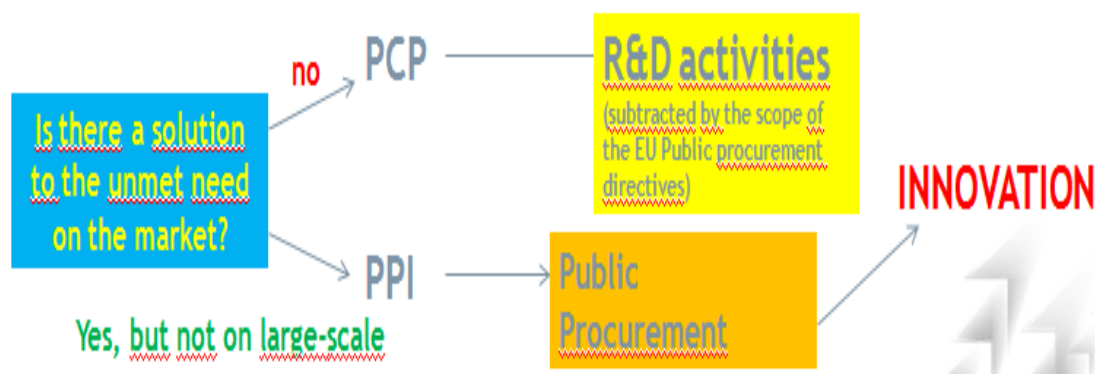 Is there a solution
to the unmet need
on the market?
no
PCP
R&D activities
(subtracted by the scope of
the EU Public procurement
directives)
Yes, but not on large-scale
PPI
Public
Procurement
INNOVATION